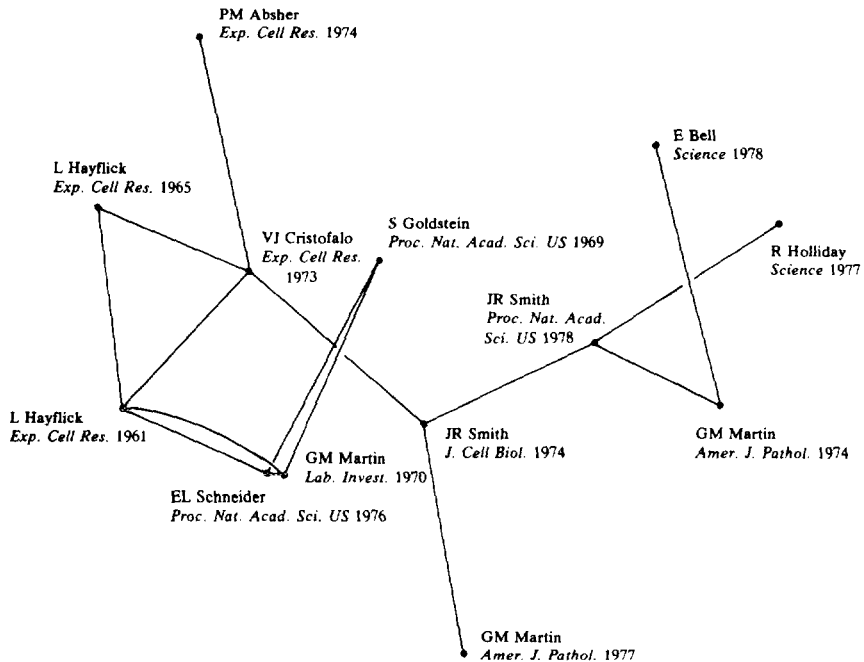 PM Absher
Exp. Cell Res. 1974
E Bell
Science 1978
L Hayflick
Exp. Cell Res. 1965
S Goldstein
Proc. Nat. Acad. Sci. US 1969
VJ Cristofalo
Exp. Cell Res.
1973
R Holliday
Science 1977
JR Smith
Proc. Nat. Acad.
Sci. US 1978
L Hayflick
Exp. Cell Res. 1961
GM Martin
Lab. Invest. 1970
JR Smith
J. Cell Biol. 1974
GM Martin
Amer. J. Pathol. 1974
EL Schneider
Proc. Nat. Acad. Sci. US 1976
GM Martin
Amer. J. Pathol. 1977